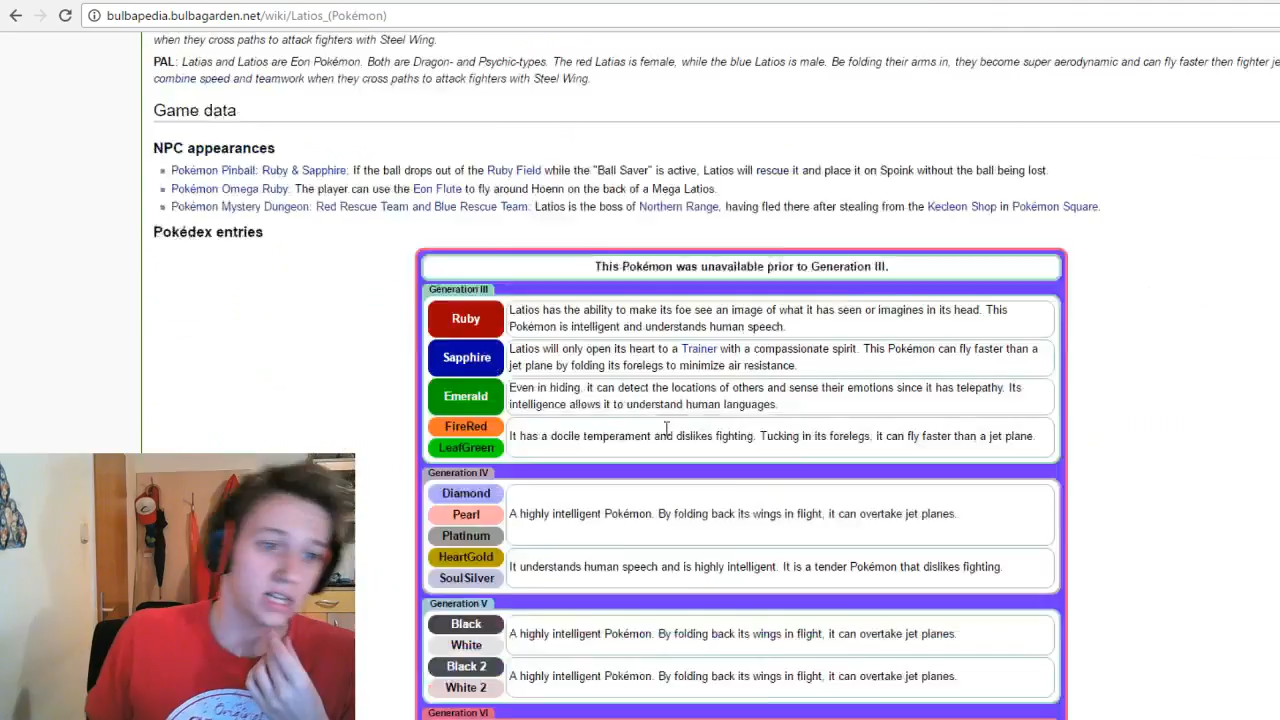 bulbapedia.bulbagarden.net/wiki/Latios_(Pokémon)
when they cross paths to attack fighters with Steel Wing.
PAL: Latias and Latios are Eon Pokémon. Both are Dragon- and Psychic-types. The red Latias is female, while the blue Latios is male. Be folding their arms in, they become super aerodynamic and can fly faster then fighter je
combine speed and teamwork when they cross paths to attack fighters with Steel Wing.
Game data
NPC appearances
Pokémon Pinball: Ruby & Sapphire: If the ball drops out of the Ruby Field while the "Ball Saver" is active, Latios will rescue it and place it on Spoink without the ball being lost.
Pokémon Omega Ruby: The player can use the Eon Flute to fly around Hoenn on the back of a Mega Latios.
Pokémon Mystery Dungeon: Red Rescue Team and Blue Rescue Team: Latios is the boss of Northern Range, having fled there after stealing from the Kecleon Shop in Pokémon Square.
Pokédex entries
This Pokémon was unavailable prior to Generation III.
Generation III
Ruby
Latios has the ability to make its foe see an image of what it has seen or imagines in its head. This
Pokémon is intelligent and understands human speech.
Sapphire
Latios will only open its heart to a Trainer with a compassionate spirit. This Pokémon can fly faster than a
jet plane by folding its forelegs to minimize air resistance.
Emerald
Even in hiding, it can detect the locations of others and sense their emotions since it has telepathy. Its
intelligence allows it to understand human languages.
FireRed
LeafGreen
It has a docile temperament and dislikes fighting. Tucking in its forelegs, it can fly faster than a jet plane.
Generation IV
Diamond
Pearl
Platinum
A highly intelligent Pokémon. By folding back its wings in flight, it can overtake jet planes.
HeartGold
SoulSilver
It understands human speech and is highly intelligent. It is a tender Pokémon that dislikes fighting.
Generation V
Black
White
A highly intelligent Pokémon. By folding back its wings in flight, it can overtake jet planes.
Black 2
White 2
A highly intelligent Pokémon. By folding back its wings in flight, it can overtake jet planes.
Generation VI